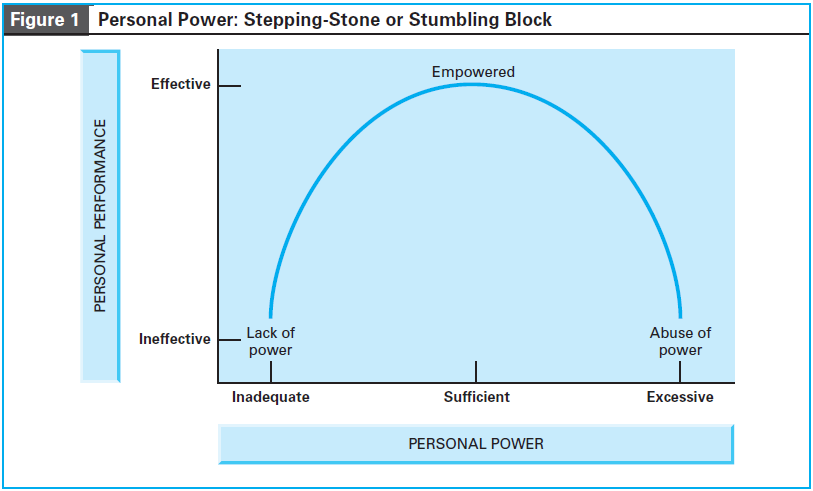 Figure 1 Personal Power: Stepping-Stone or Stumbling Block
Effective
Empowered
PERSONAL PERFORMANCE
Ineffective
Lack of
power
Abuse of
power
Inadequate
Sufficient
Excessive
PERSONAL POWER